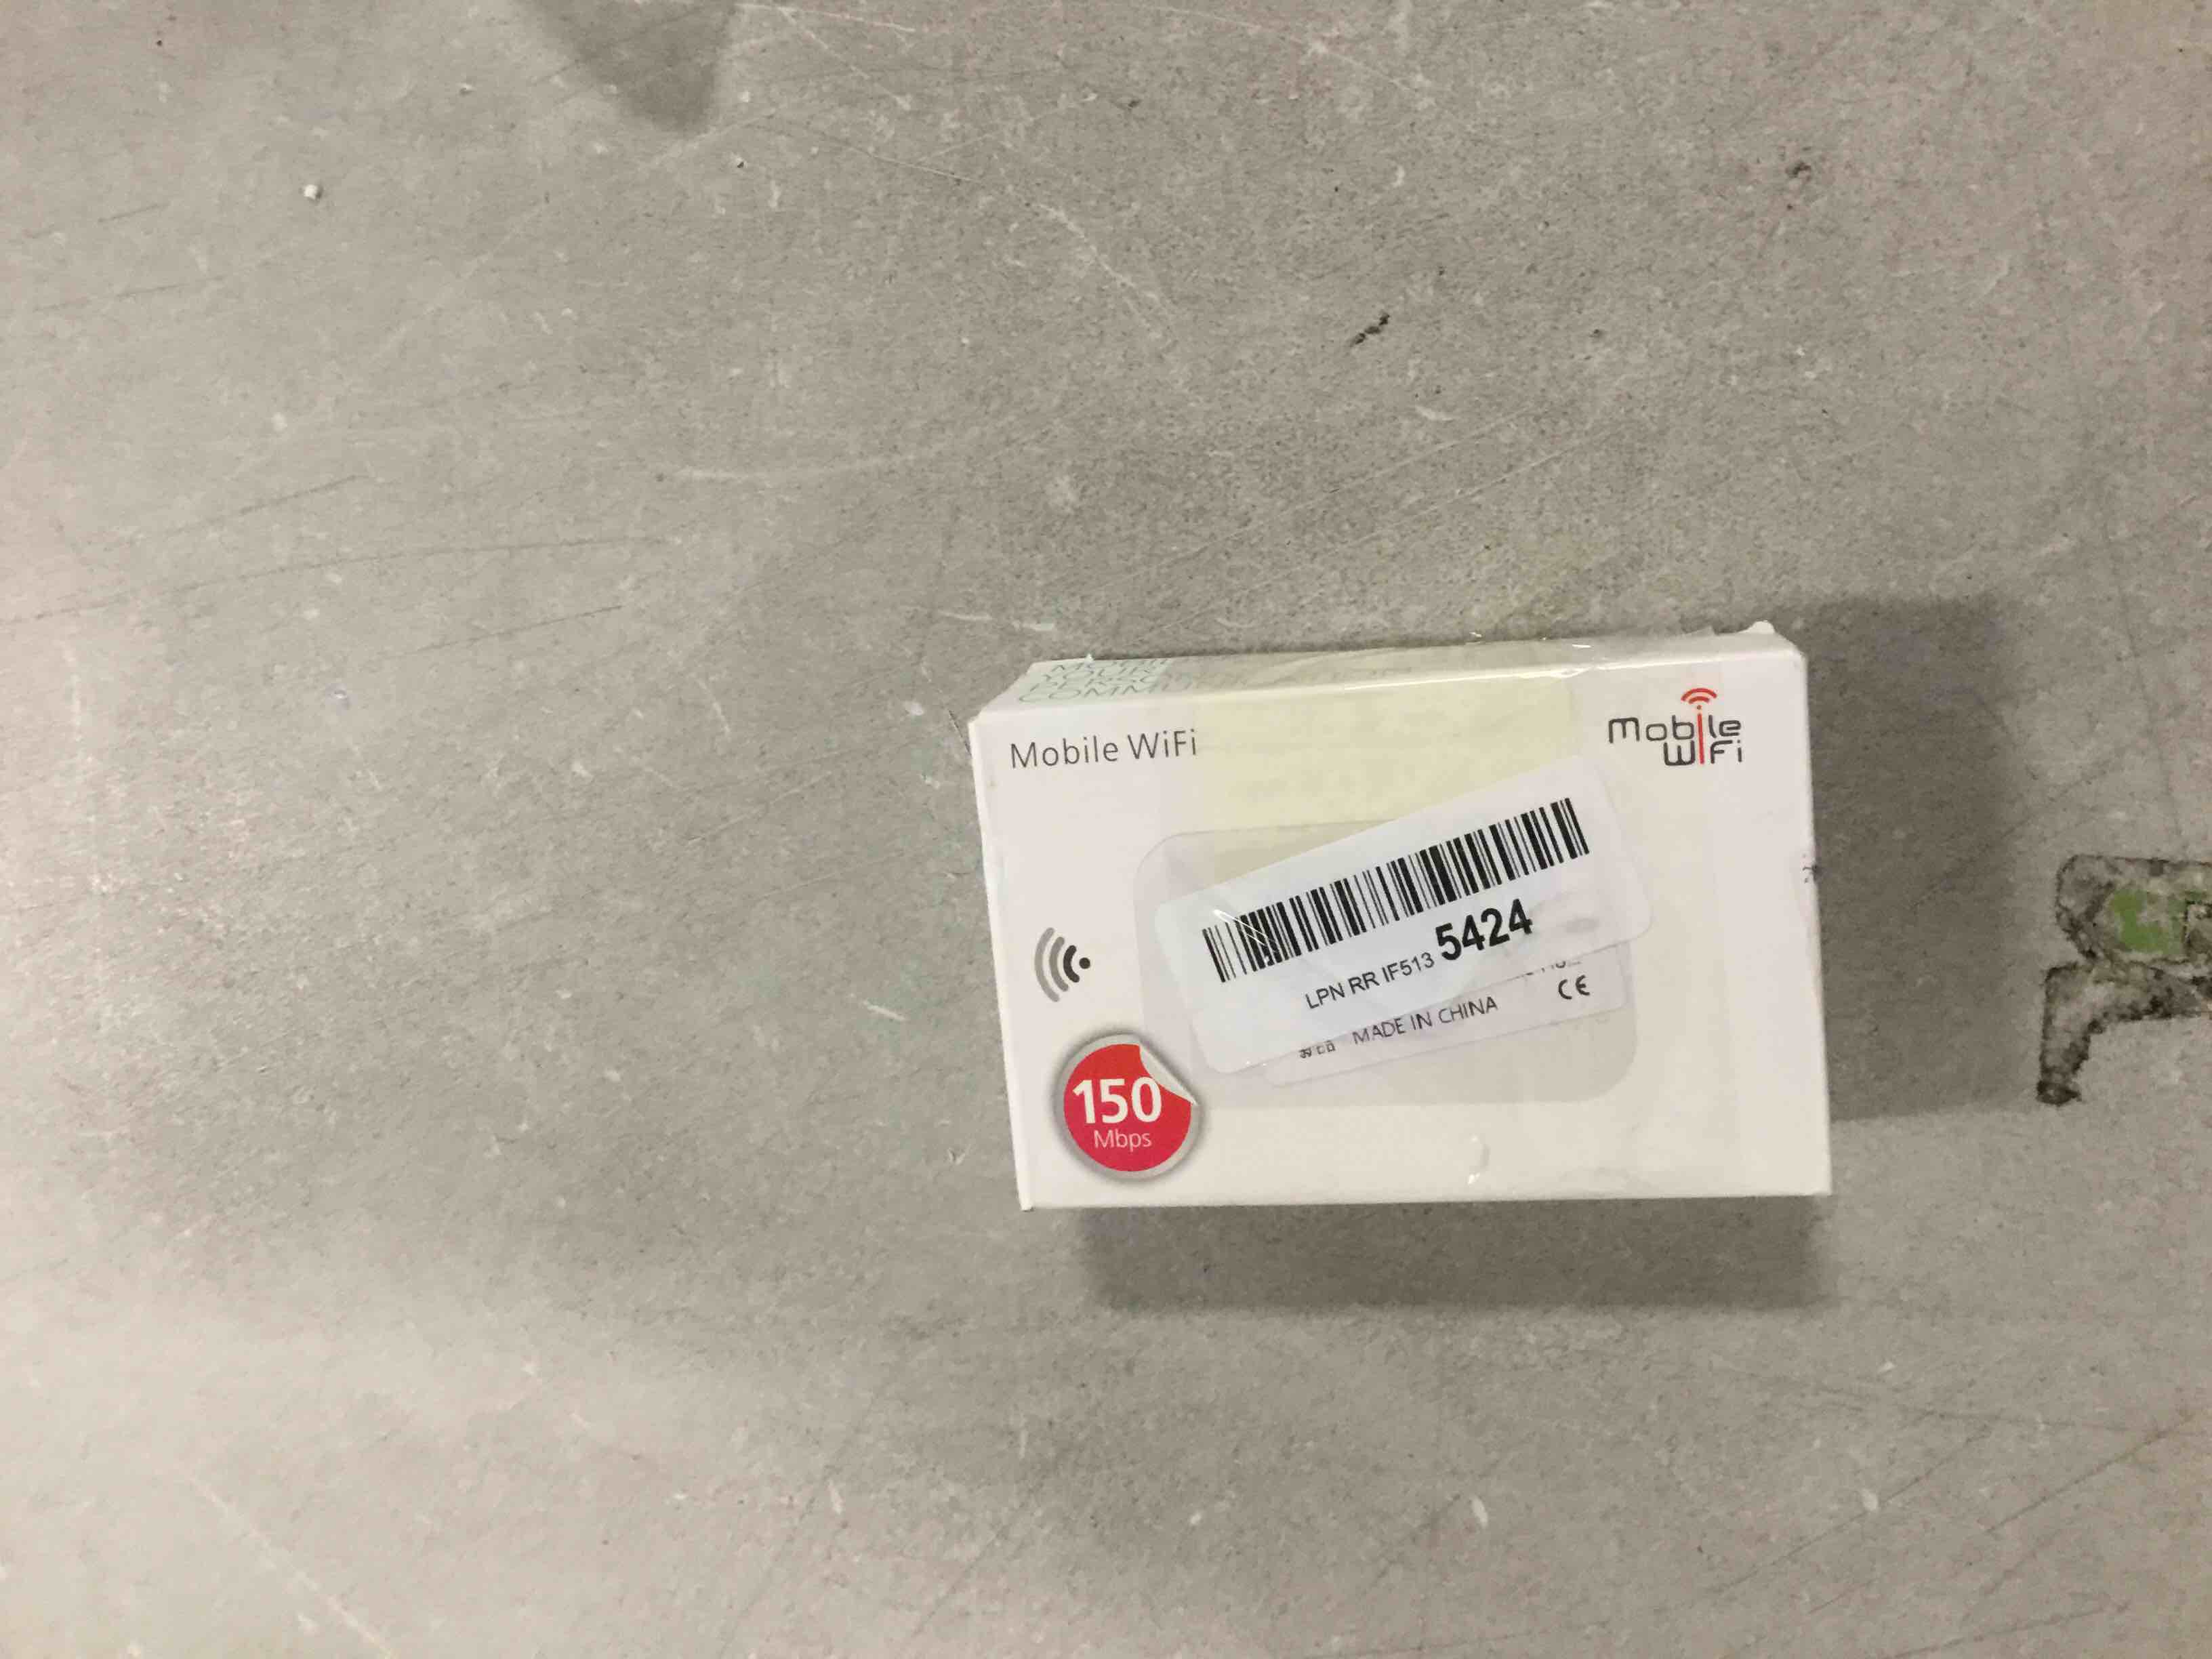 Mobile WiFi
Mobile
WiFi
LPN RR IF513 5424
MADE IN CHINA
CE
150
Mbps